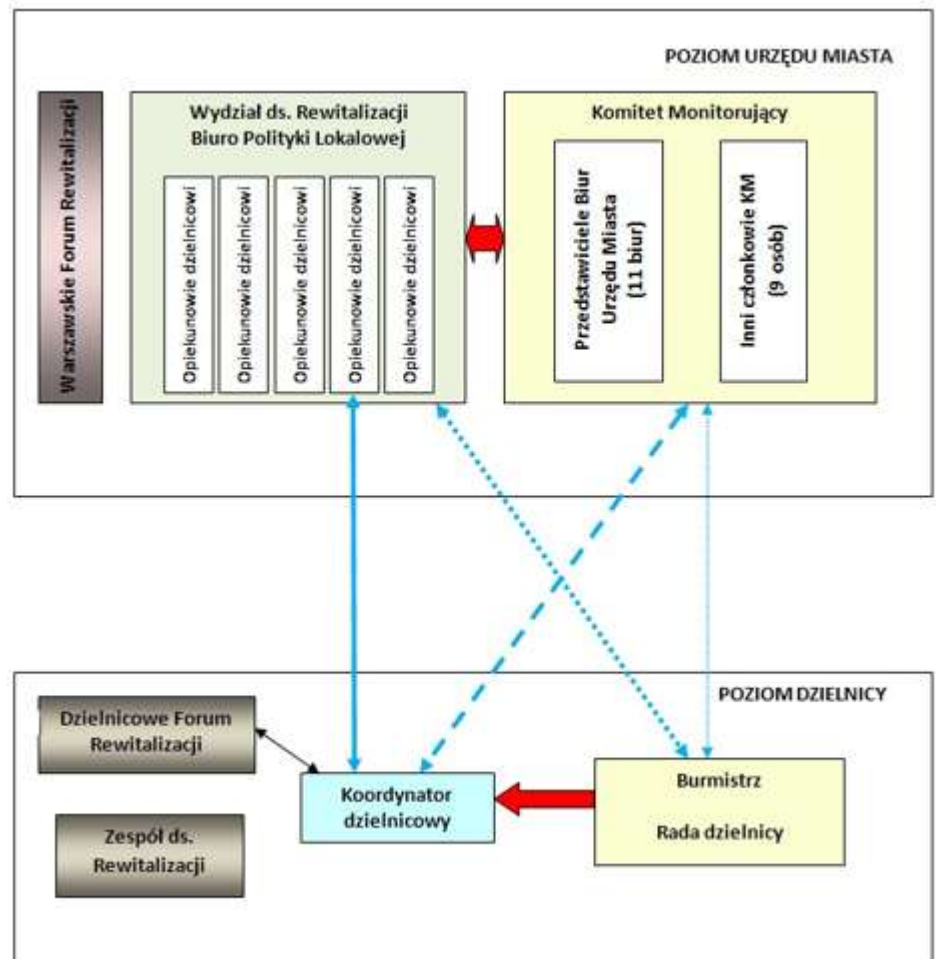 POZIOM URZĘDU MIASTA
Warszawskie Forum Rewitalizacji
Wydział ds. Rewitalizacji
Biuro Polityki Lokalowej
Opiekunowie dzielnicowi
Opiekunowie dzielnicowi
Opiekunowie dzielnicowi
Opiekunowie dzielnicowi
Opiekunowie dzielnicowi
Komitet Monitorujący
Przedstawiciele Biur
Urzędu Miasta
(11 biur)
Inni członkowie KM
(9 osób)
POZIOM DZIELNICY
Dzielnicowe Forum
Rewitalizacji
Zespół ds.
Rewitalizacji
Koordynator
dzielnicowy
Burmistrz
Rada dzielnicy